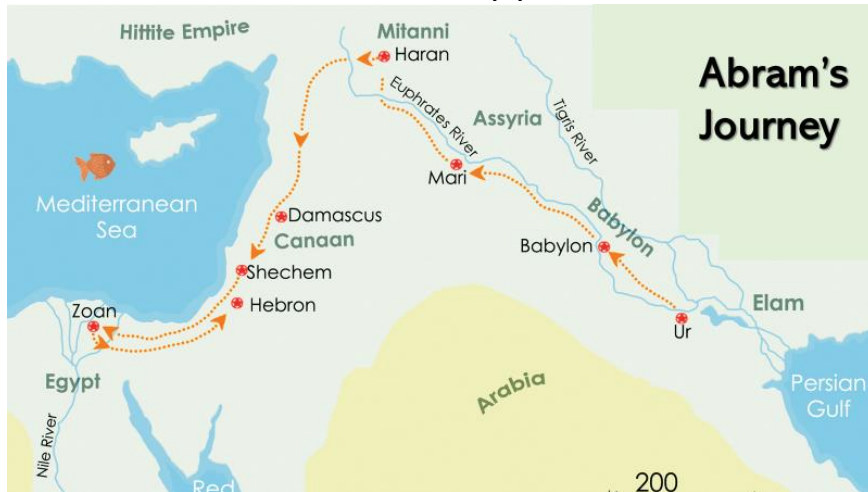 Hittite Empire
Mitanni
Haran
Abram's
Journey
Euphrates River
Assyria
Tigris River
Mari
Mediterranean
Sea
Damascus
Canaan
Babylon
Babylon
Shechem
Hebron
Zoan
Elam
Ur
Egypt
Persian
Gulf
Arabia
Nile River
Red
200